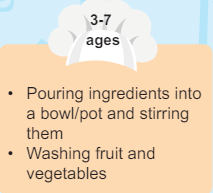 3-7
ages
• Pouring ingredients into
a bowl/pot and stirring
them
• Washing fruit and
vegetables